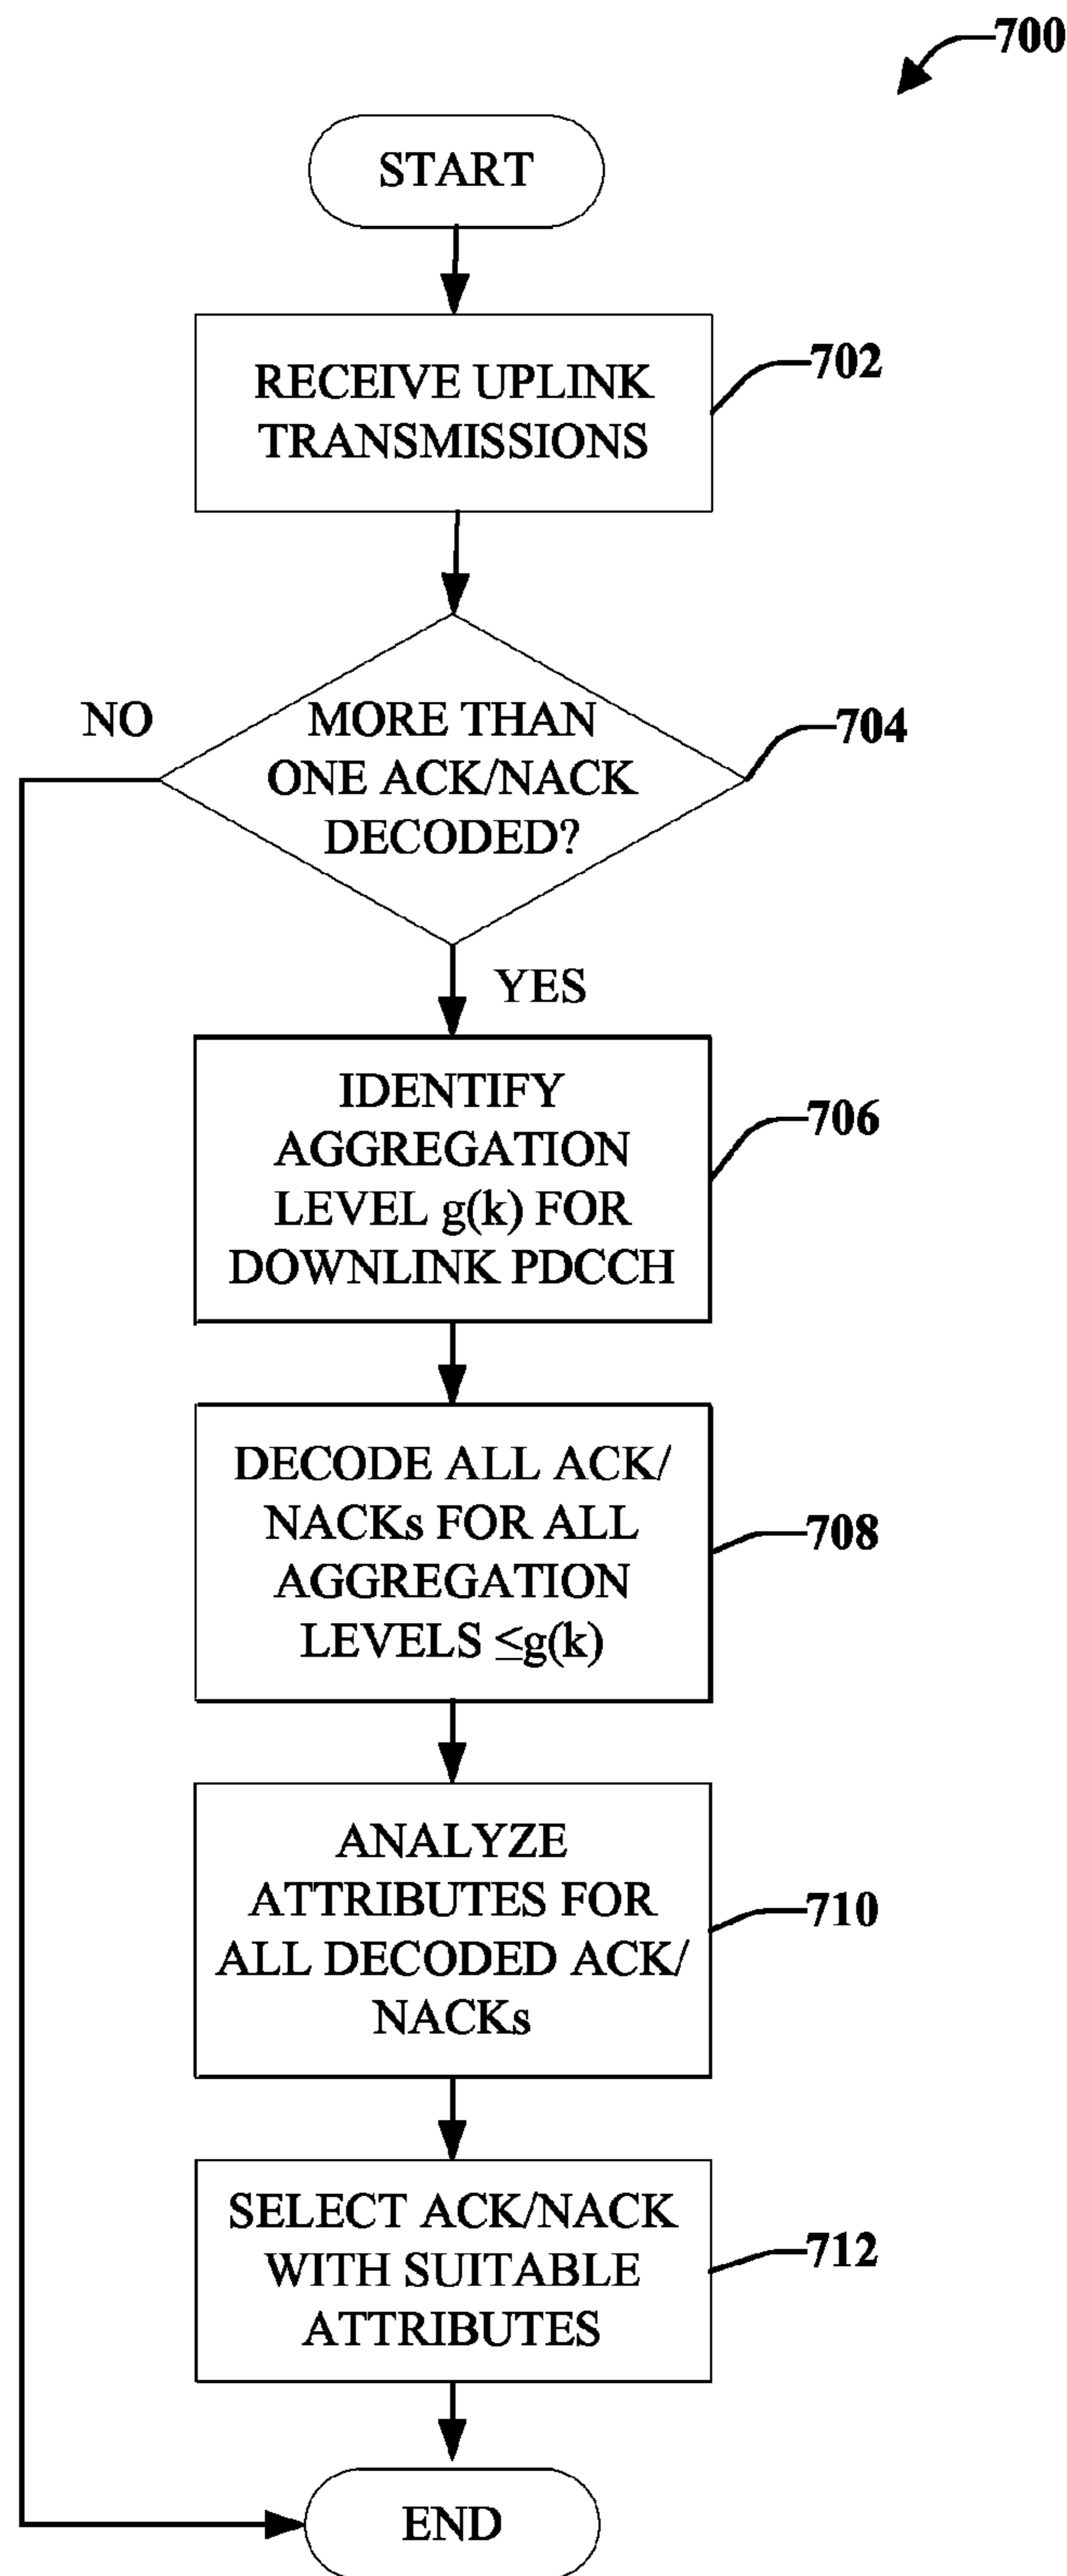 700
START
RECEIVE UPLINK
TRANSMISSIONS
702
NO
MORE THAN
ONE ACK/NACK
DECODED?
704
YES
IDENTIFY
AGGREGATION
LEVEL g(k) FOR
DOWNLINK PDCCH
706
DECODE ALL ACK/
NACKs FOR ALL
AGGREGATION
LEVELS ≤g(k)
708
ANALYZE
ATTRIBUTES FOR
ALL DECODED ACK/
NACKs
710
SELECT ACK/NACK
WITH SUITABLE
ATTRIBUTES
712
END